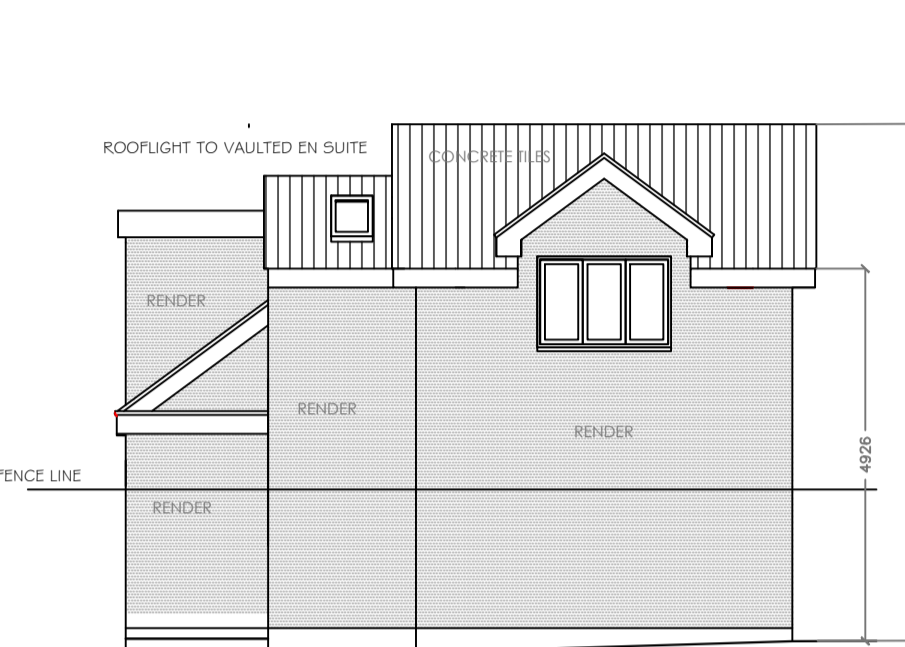 ROOFLIGHT TO VAULTED EN SUITE
CONCRETE TILES
RENDER
RENDER
RENDER
4926
FENCE LINE
RENDER